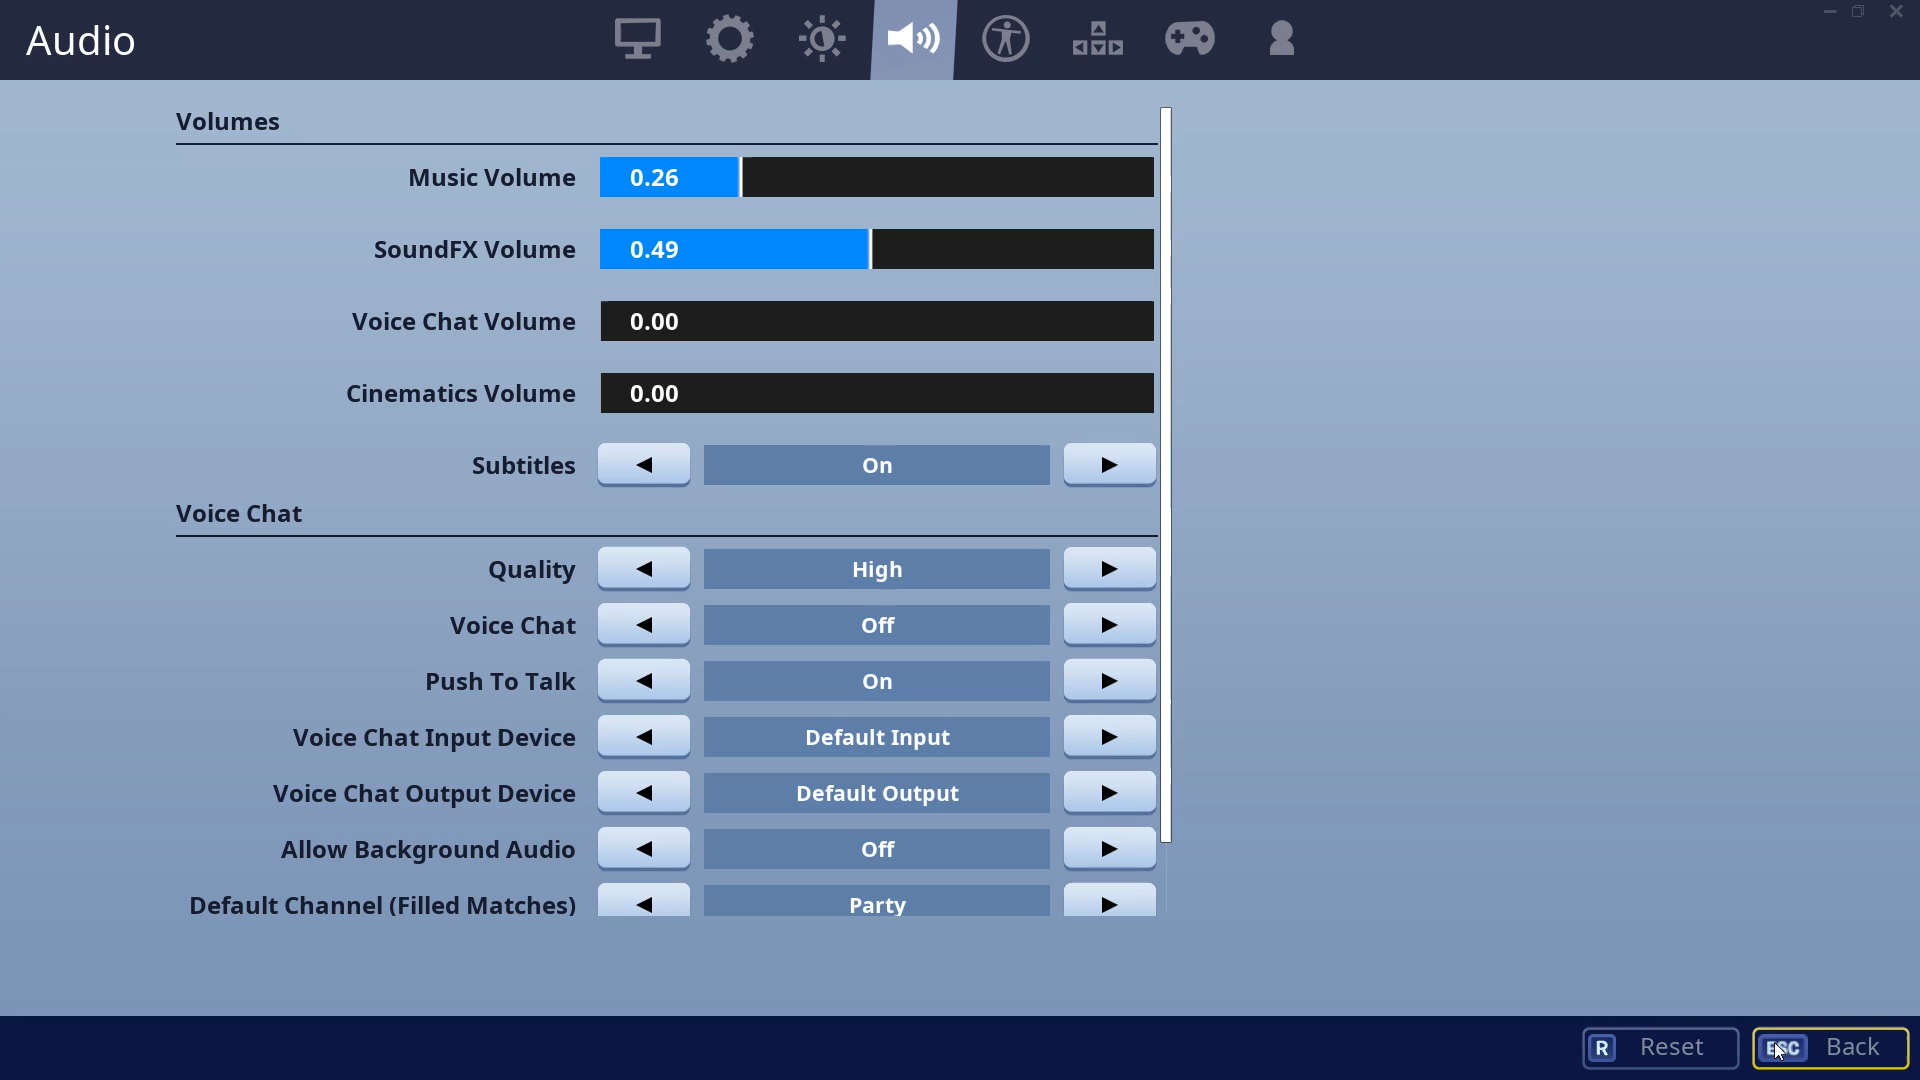 Audio
Volumes
Music Volume 0.26
SoundFX Volume 0.49
Voice Chat Volume 0.00
Cinematics Volume 0.00
Subtitles On
Voice Chat
Quality High
Voice Chat Off
Push To Talk On
Voice Chat Input Device Default Input
Voice Chat Output Device Default Output
Allow Background Audio Off
Default Channel (Filled Matches) Party
R Reset ESC Back